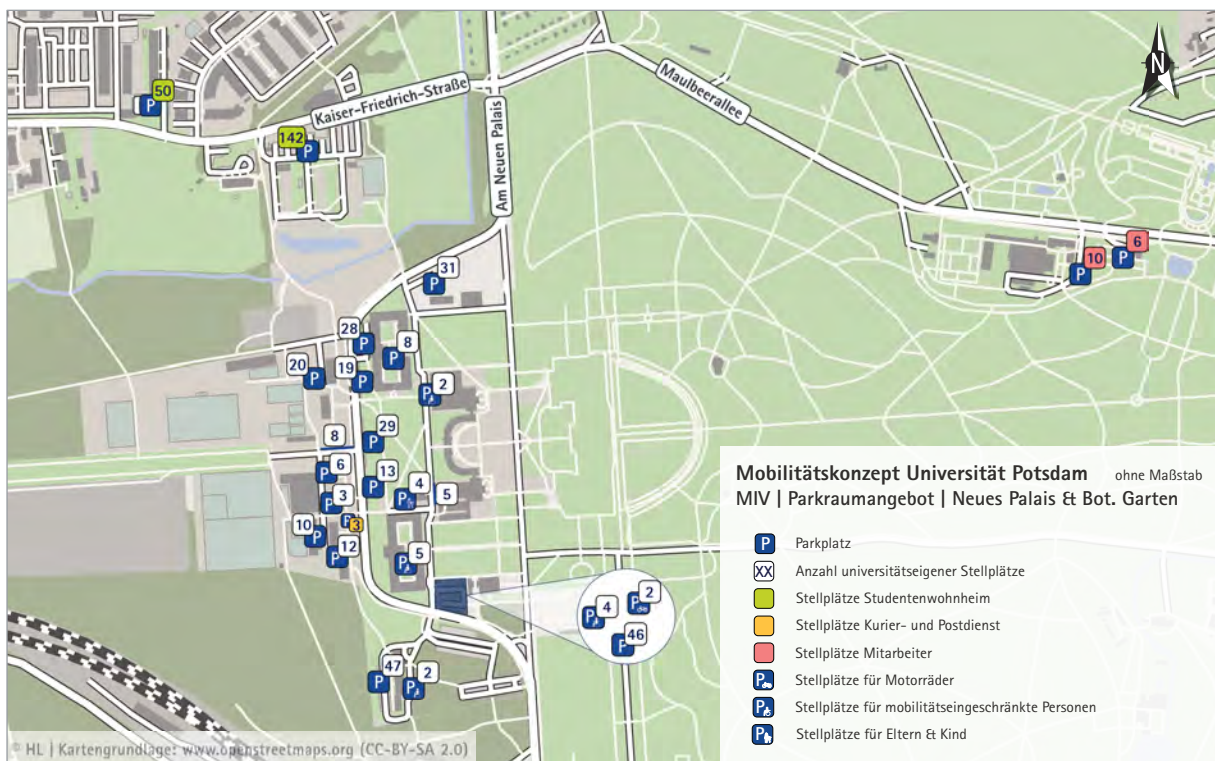 50
142
Kaiser-Friedrich-Straße
Am Neuen Palais
Maulbeerallee
N
P
P
31
P
10
P
6
P
28
P
8
P
20
P
19
P
2
P
29
P
8
6
P
13
P
4
P
5
3
P
P
3
10
P
12
P
5
P
4
P
2
P
46
P
47
P
2
P
Mobilitätskonzept Universität Potsdam ohne Maßstab
MIV | Parkraumangebot | Neues Palais & Bot. Garten
P Parkplatz
XX Anzahl universitätseigener Stellplätze
Stellplätze Studentenwohnheim
Stellplätze Kurier- und Postdienst
Stellplätze Mitarbeiter
P Stellplätze für Motorräder
P Stellplätze für mobilitätseingeschränkte Personen
P Stellplätze für Eltern & Kind
© HL | Kartengrundlage: www.openstreetmaps.org (CC-BY-SA 2.0)